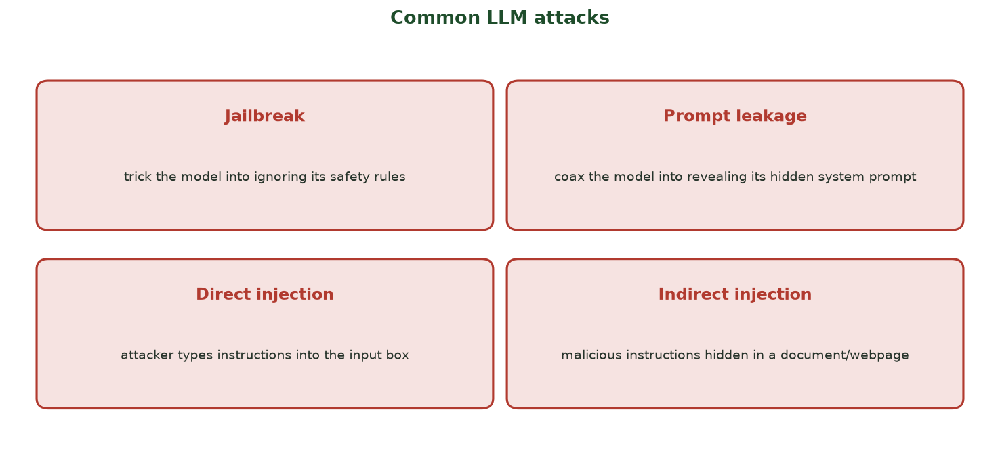 Common LLM attacks
Jailbreak
trick the model into ignoring its safety rules
Prompt leakage
coax the model into revealing its hidden system prompt
Direct injection
attacker types instructions into the input box
Indirect injection
malicious instructions hidden in a document/webpage